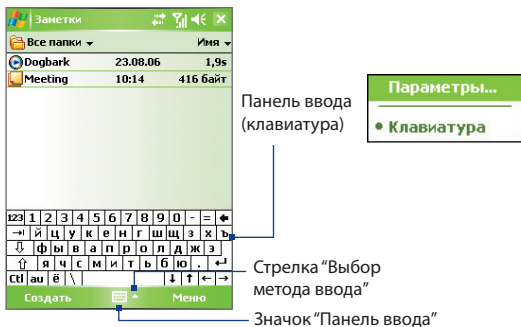 Заметки
Все папки Имя
Dogbark 23.08.06 1,9s
Meeting 10:14 416 байт
Панель ввода
(клавиатура)
Параметры...
Клавиатура
123 1 2 3 4 5 6 7 8 9 0 - =
й ц у к е н г ш щ з х ъ
ф ы в а п р о л д ж э
я ч с м и т ь б ю .
Ctl au ё \
Создать Меню
Стрелка “Выбор
метода ввода”
Значок “Панель ввода”